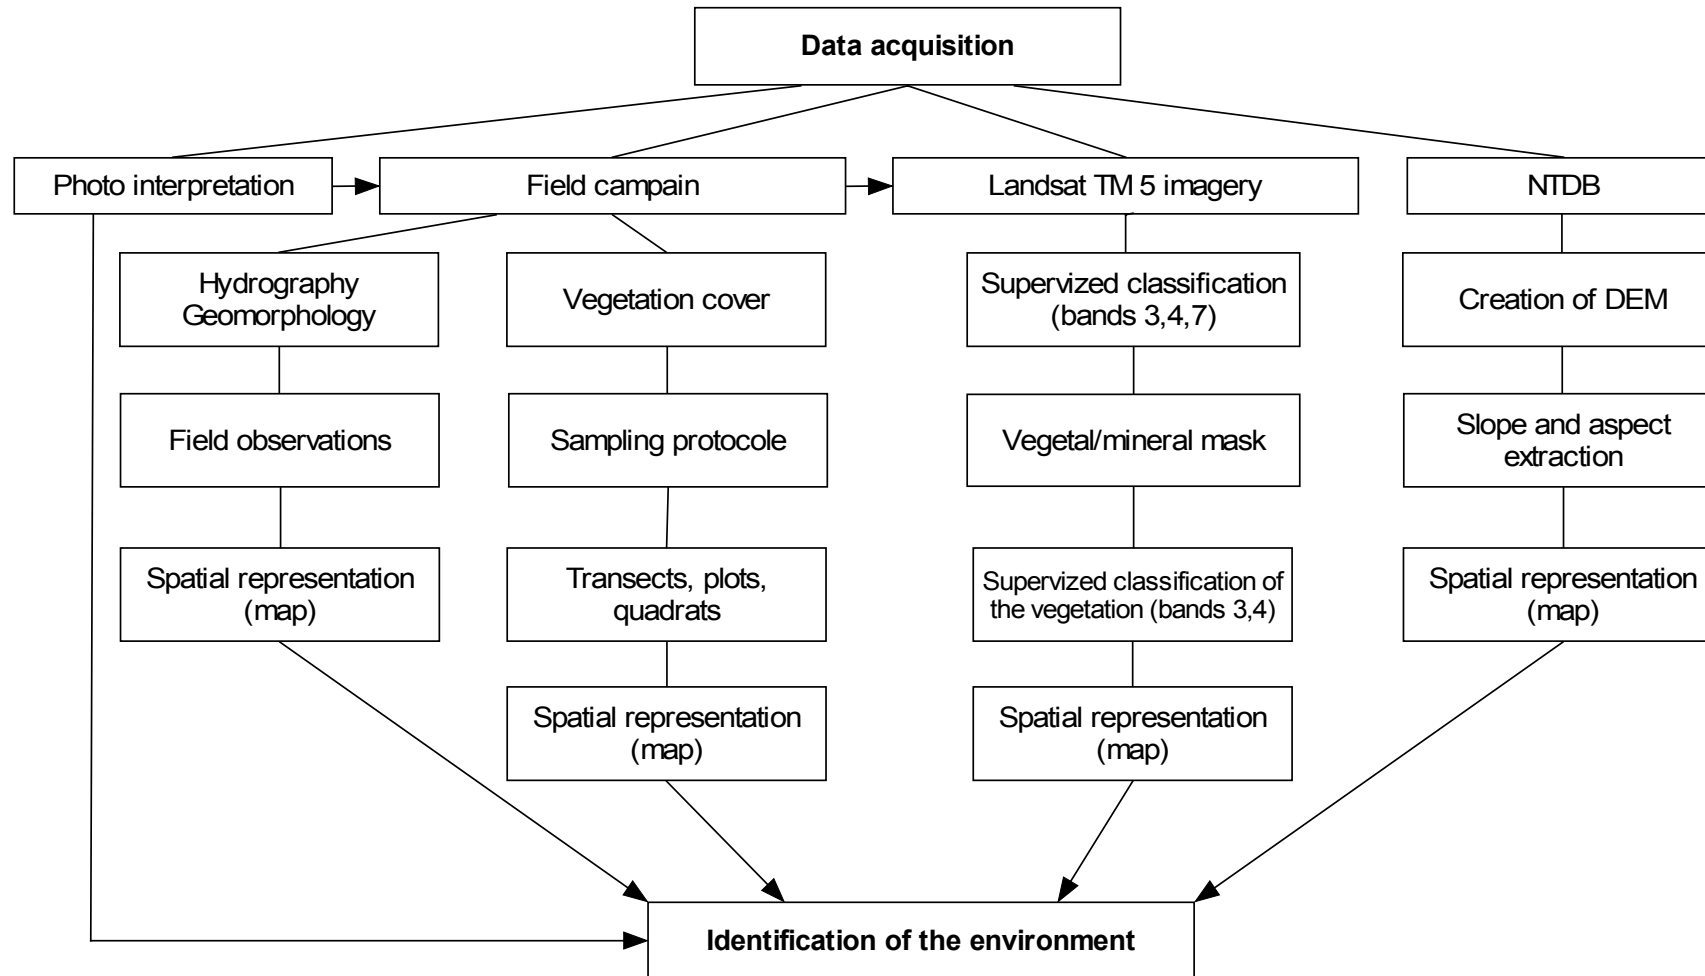 Data acquisition
Photo interpretation
Field campain
Landsat TM 5 imagery
NTDB
Hydrography
Geomorphology
Vegetation cover
Supervized classification
(bands 3,4,7)
Creation of DEM
Field observations
Sampling protocole
Vegetal/mineral mask
Slope and aspect
extraction
Spatial representation
(map)
Transects, plots,
quadrats
Supervized classification of
the vegetation (bands 3,4)
Spatial representation
(map)
Spatial representation
(map)
Spatial representation
(map)
Identification of the environment